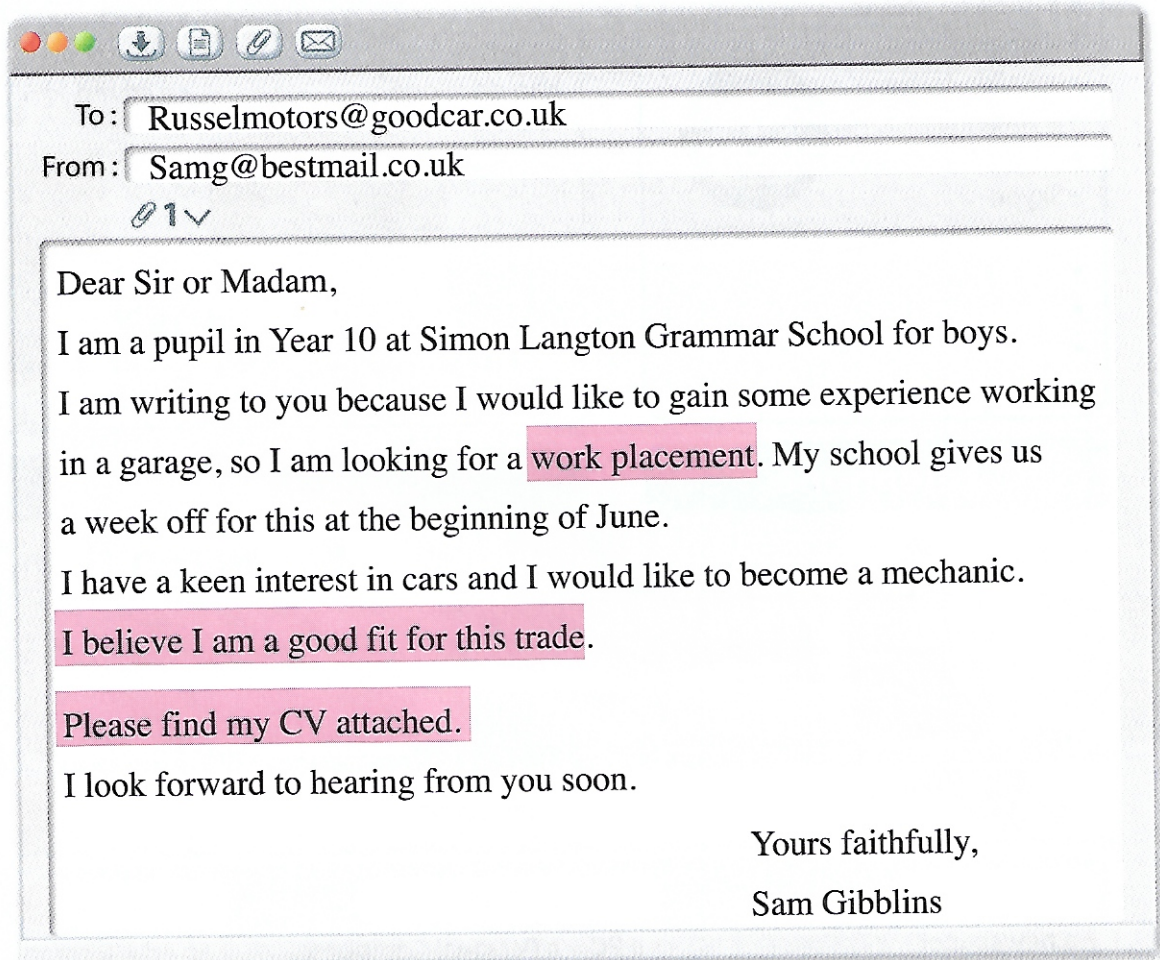 To : Russelmotors@goodcar.co.uk
From : Samg@bestmail.co.uk
1
Dear Sir or Madam,
I am a pupil in Year 10 at Simon Langton Grammar School for boys.
I am writing to you because I would like to gain some experience working
in a garage, so I am looking for a work placement. My school gives us
a week off for this at the beginning of June.
I have a keen interest in cars and I would like to become a mechanic.
I believe I am a good fit for this trade.
Please find my CV attached.
I look forward to hearing from you soon.
Yours faithfully,
Sam Gibblins